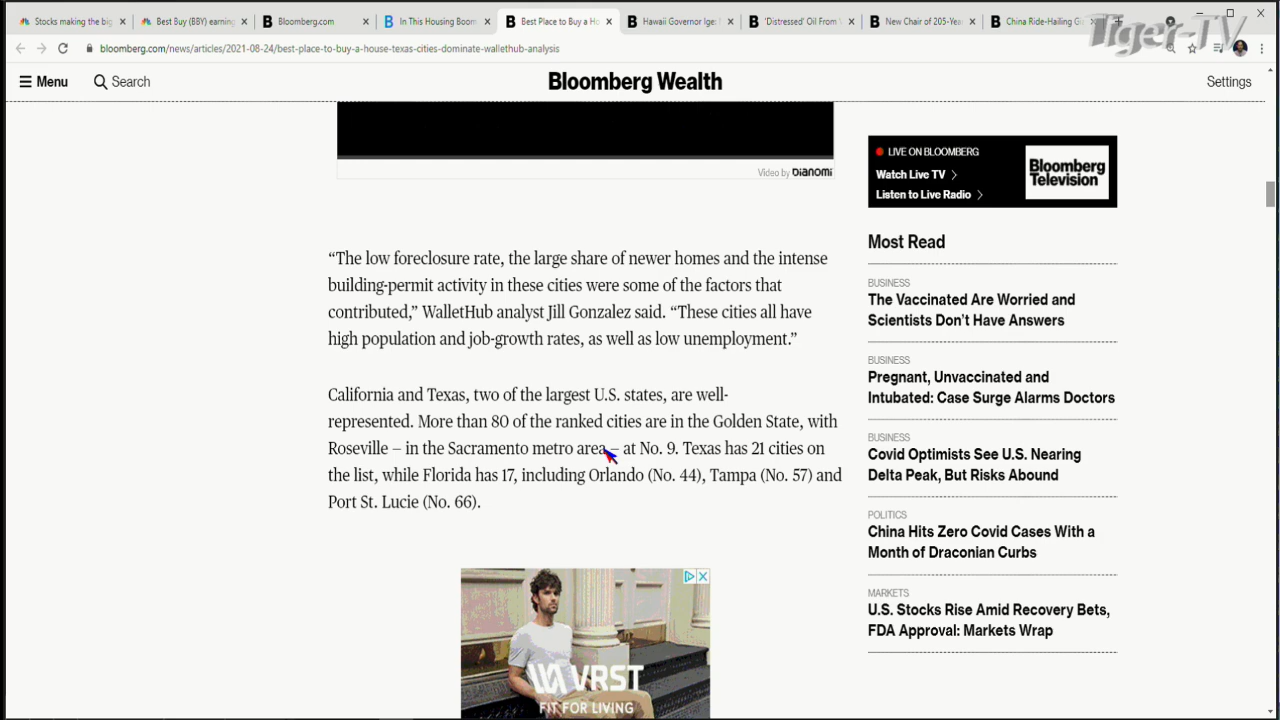 Stocks making the big
Best Buy (BBY) earning
Bloomberg.com
In This Housing Boom
Best Place to Buy a Ho
Hawaii Governor Ige:
'Distressed' Oil From
New Chair of 205-Yea
China Ride-Hailing Gi
Tiger-TV
bloomberg.com/news/articles/2021-08-24/best-place-to-buy-a-house-texas-cities-dominate-wallethub-analysis
Menu
Search
Bloomberg Wealth
Settings
Video by DIANOMI
LIVE ON BLOOMBERG
Watch Live TV
Listen to Live Radio
Bloomberg
Television
“The low foreclosure rate, the large share of newer homes and the intense
building-permit activity in these cities were some of the factors that
contributed,” WalletHub analyst Jill Gonzalez said. “These cities all have
high population and job-growth rates, as well as low unemployment.”
California and Texas, two of the largest U.S. states, are well-
represented. More than 80 of the ranked cities are in the Golden State, with
Roseville – in the Sacramento metro area – at No. 9. Texas has 21 cities on
the list, while Florida has 17, including Orlando (No. 44), Tampa (No. 57) and
Port St. Lucie (No. 66).
Most Read
BUSINESS
The Vaccinated Are Worried and
Scientists Don’t Have Answers
BUSINESS
Pregnant, Unvaccinated and
Intubated: Case Surge Alarms Doctors
BUSINESS
Covid Optimists See U.S. Nearing
Delta Peak, But Risks Abound
POLITICS
China Hits Zero Covid Cases With a
Month of Draconian Curbs
MARKETS
U.S. Stocks Rise Amid Recovery Bets,
FDA Approval: Markets Wrap
VRST
FIT FOR LIVING